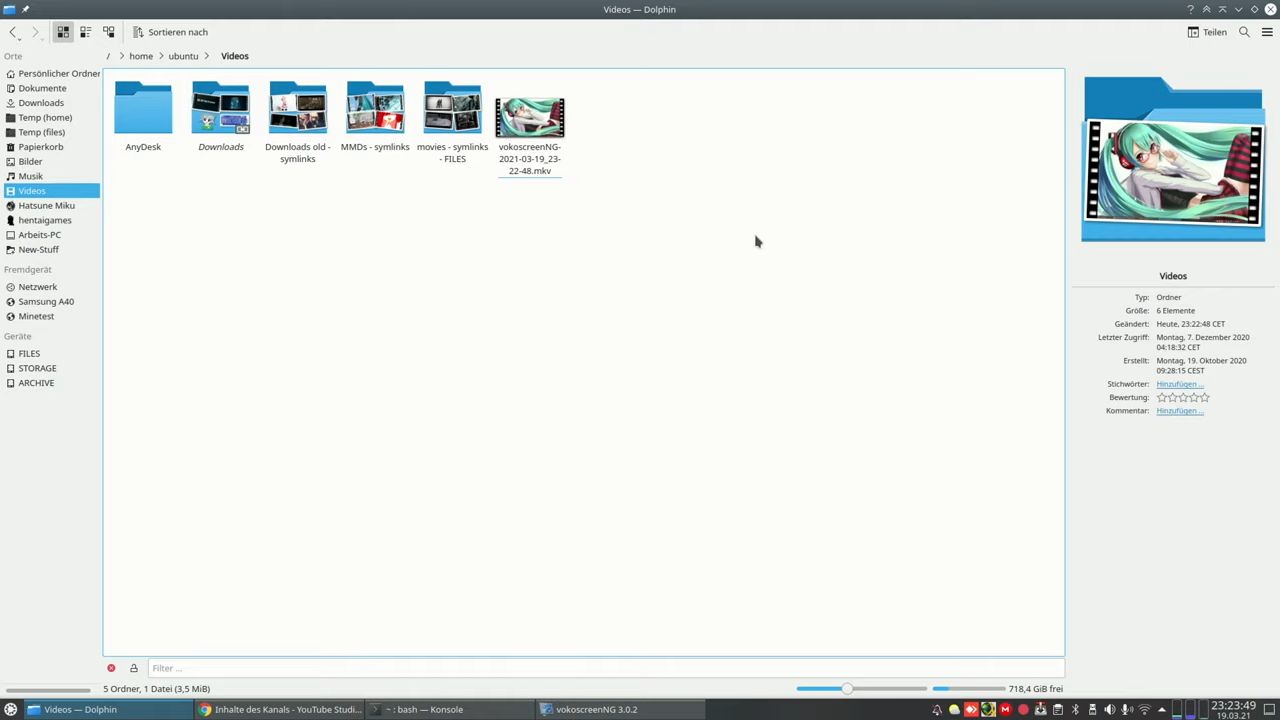 Videos — Dolphin
Sortieren nach
Teilen
/ home ubuntu Videos
Orte
Persönlicher Ordner
Dokumente
Downloads
Temp (home)
Temp (files)
Papierkorb
Bilder
Musik
Videos
Hatsune Miku
hentaigames
Arbeits-PC
New-Stuff
Fremdgerät
Netzwerk
Samsung A40
Minetest
Geräte
FILES
STORAGE
ARCHIVE
AnyDesk
Downloads
Downloads old -
symlinks
MMDs - symlinks
movies - symlinks
- FILES
vokoscreenNG-
2021-03-19_23-
22-48.mkv
Videos
Typ: Ordner
Größe: 6 Elemente
Geändert: Heute, 23:22:48 CET
Letzter Zugriff: Montag, 7. Dezember 2020
04:18:32 CET
Erstellt: Montag, 19. Oktober 2020
09:28:15 CEST
Stichwörter: Hinzufügen ...
Bewertung:
Kommentar: Hinzufügen ...
Filter ...
5 Ordner, 1 Datei (3,5 MiB)
718,4 GiB frei
Videos — Dolphin
Inhalte des Kanals - YouTube Studi...
~ : bash — Konsole
vokoscreenNG 3.0.2
23:23:49
19.03.21